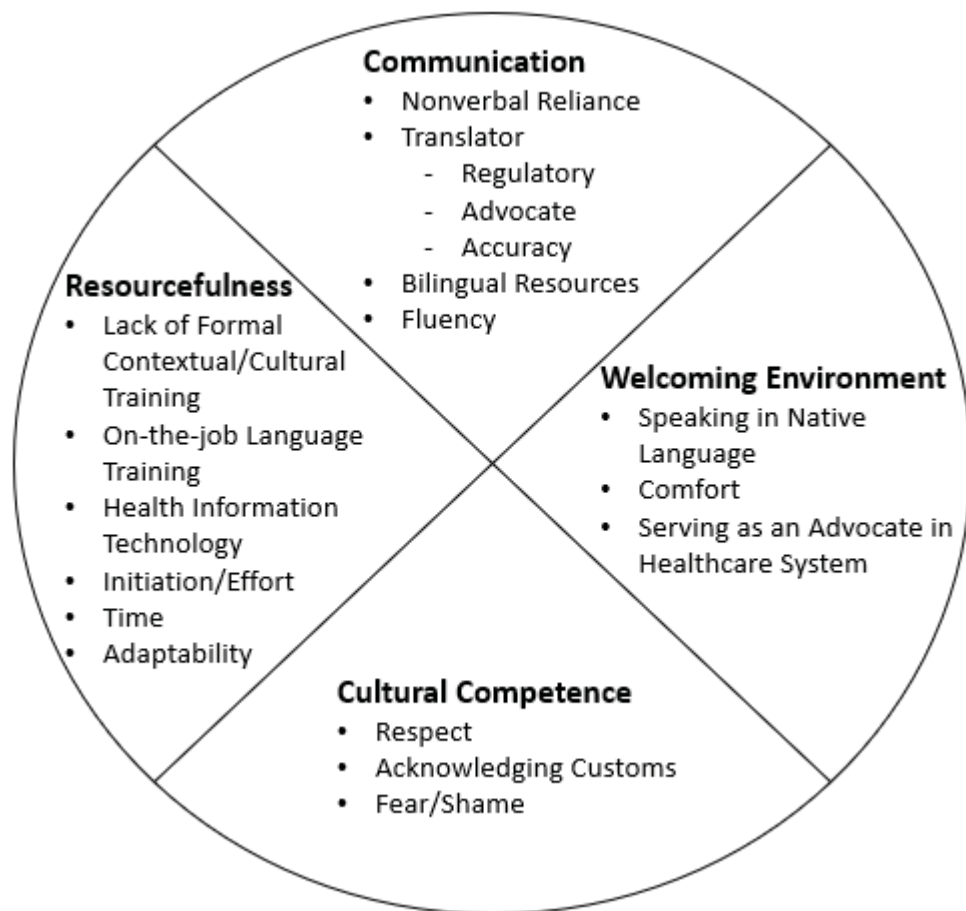 Communication
• Nonverbal Reliance
• Translator
- Regulatory
- Advocate
- Accuracy
• Bilingual Resources
• Fluency
Resourcefulness
• Lack of Formal
Contextual/Cultural
Training
• On-the-job Language
Training
• Health Information
Technology
• Initiation/Effort
• Time
• Adaptability
Welcoming Environment
• Speaking in Native
Language
• Comfort
• Serving as an Advocate in
Healthcare System
Cultural Competence
• Respect
• Acknowledging Customs
• Fear/Shame